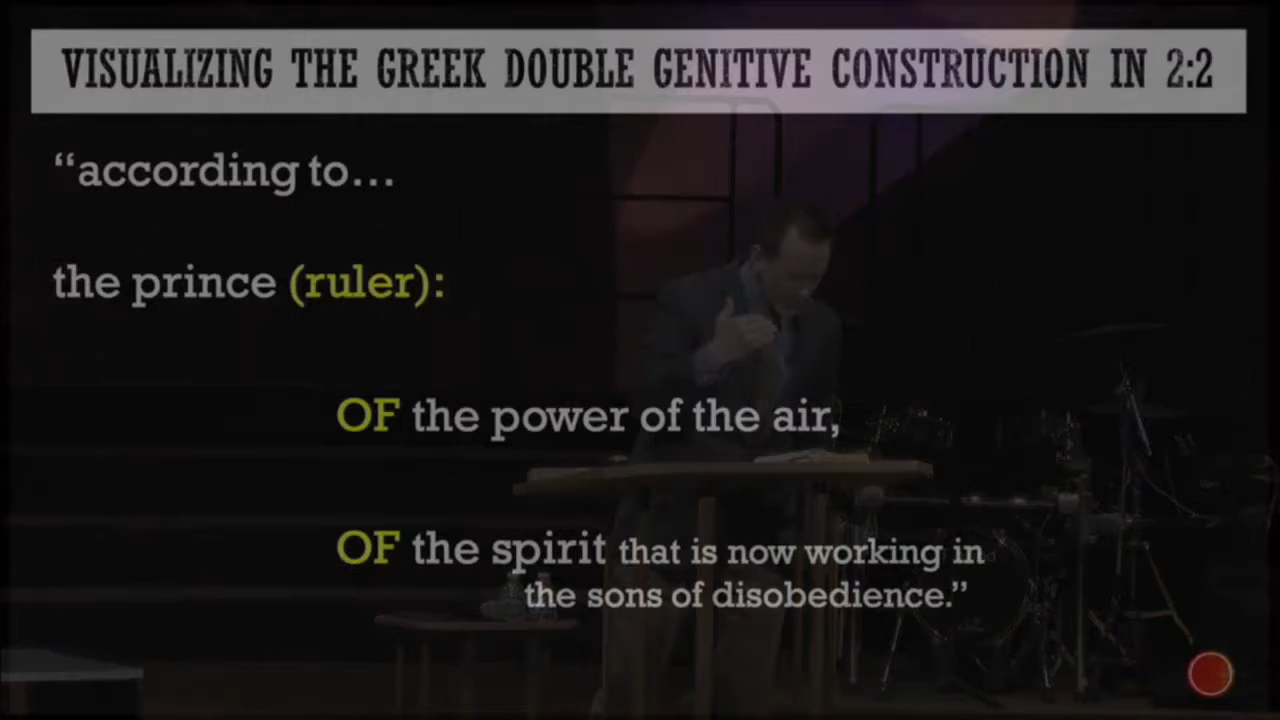 VISUALIZING THE GREEK DOUBLE GENITIVE CONSTRUCTION IN 2:2
“according to…
the prince (ruler):
OF the power of the air,
OF the spirit that is now working in
the sons of disobedience.”